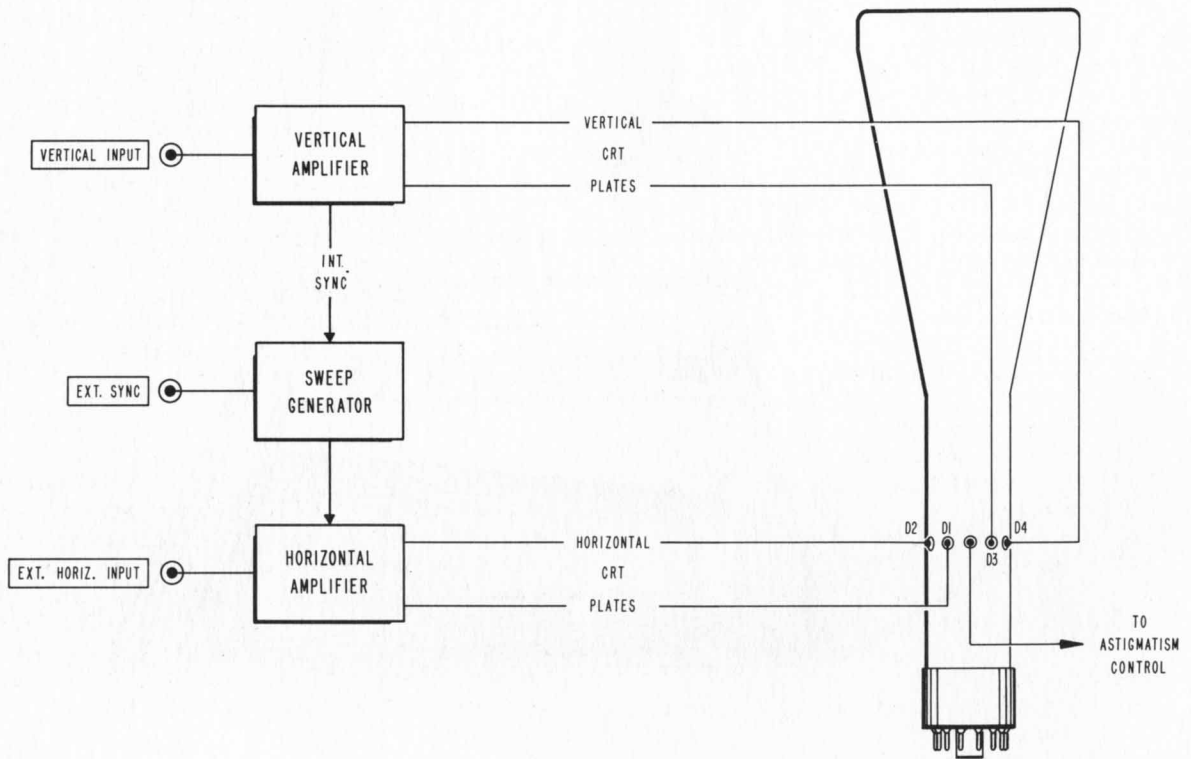 VERTICAL INPUT
VERTICAL
AMPLIFIER
VERTICAL
CRT
PLATES
INT.
SYNC
EXT. SYNC
SWEEP
GENERATOR
D2
D1
D3
D4
EXT. HORIZ. INPUT
HORIZONTAL
AMPLIFIER
HORIZONTAL
CRT
PLATES
TO
ASTIGMATISM
CONTROL